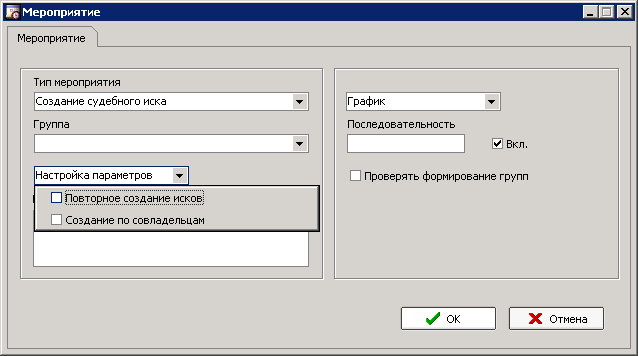 Мероприятие
Мероприятие
Тип мероприятия
Создание судебного иска
Группа
Настройка параметров
Повторное создание исков
Создание по совладельцам
График
Последовательность
Вкл.
Проверять формирование групп
OK
Отмена